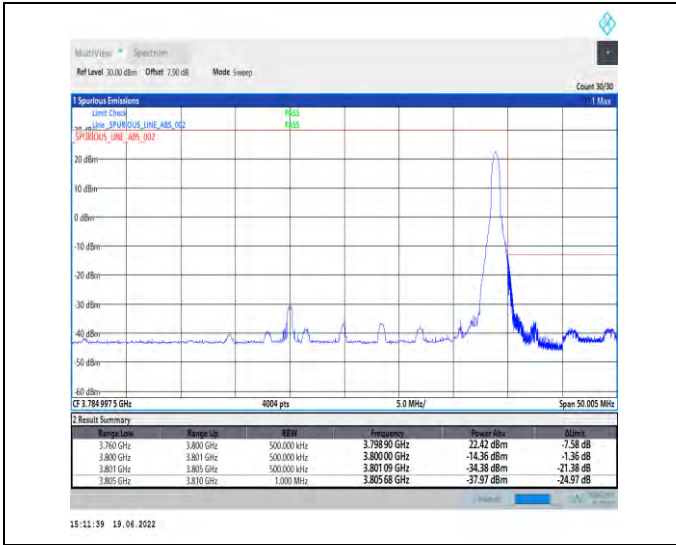 MultiView Spectrum
Ref Level 30.00 dBm Offset 7.90 dB Mode Sweep
Count 30/30
1 Spurious Emissions 1 Max
Limit Check PASS
Line _SPURIOUS_LINE_ABS_002 PASS
_SPURIOUS_LINE_ABS_002
20 dBm
10 dBm
0 dBm
-10 dBm
-20 dBm
-30 dBm
-40 dBm
-50 dBm
-60 dBm
CF 3.784 997 5 GHz 4004 pts 5.0 MHz/ Span 50.005 MHz
2 Result Summary
Range Low Range Up RBW Frequency Power Abs ΔLimit
3.760 GHz 3.800 GHz 500.000 kHz 3.798 90 GHz 22.42 dBm -7.58 dB
3.800 GHz 3.801 GHz 500.000 kHz 3.800 00 GHz -14.36 dBm -1.36 dB
3.801 GHz 3.805 GHz 500.000 kHz 3.801 09 GHz -34.38 dBm -21.38 dB
3.805 GHz 3.810 GHz 1.000 MHz 3.805 68 GHz -37.97 dBm -24.97 dB
15:11:39 19.06.2022